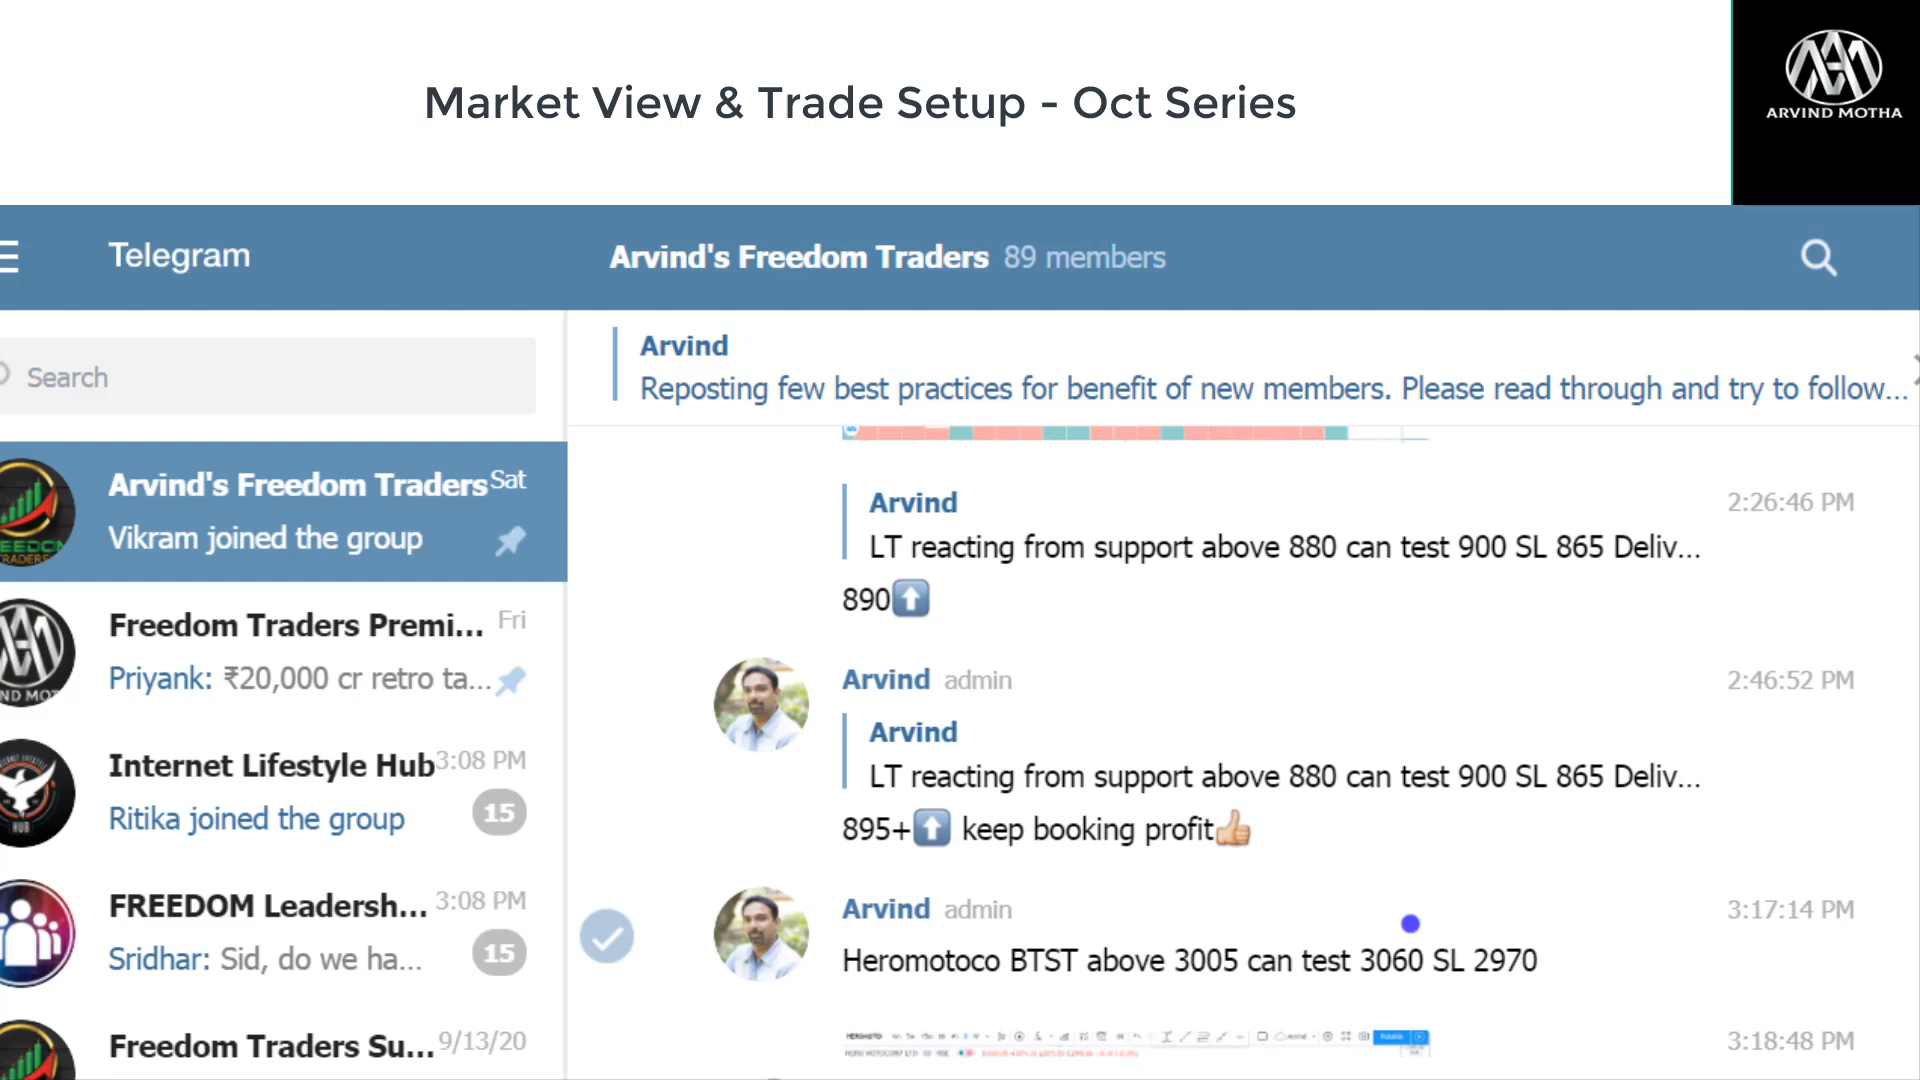 Market View & Trade Setup - Oct Series
ARVIND MOTHA
Telegram
Arvind's Freedom Traders 89 members
Search
Arvind
Reposting few best practices for benefit of new members. Please read through and try to follow...
Arvind's Freedom Traders Sat
Vikram joined the group
Freedom Traders Premi... Fri
Priyank: ₹20,000 cr retro ta...
Internet Lifestyle Hub 3:08 PM
Ritika joined the group 15
HUB
FREEDOM Leadersh... 3:08 PM
Sridhar: Sid, do we ha... 15
Freedom Traders Su... 9/13/20
Arvind 2:26:46 PM
LT reacting from support above 880 can test 900 SL 865 Deliv...
890⬆️
Arvind admin 2:46:52 PM
Arvind
LT reacting from support above 880 can test 900 SL 865 Deliv...
895+⬆️ keep booking profit👍
Arvind admin 3:17:14 PM
Heromotoco BTST above 3005 can test 3060 SL 2970
3:18:48 PM